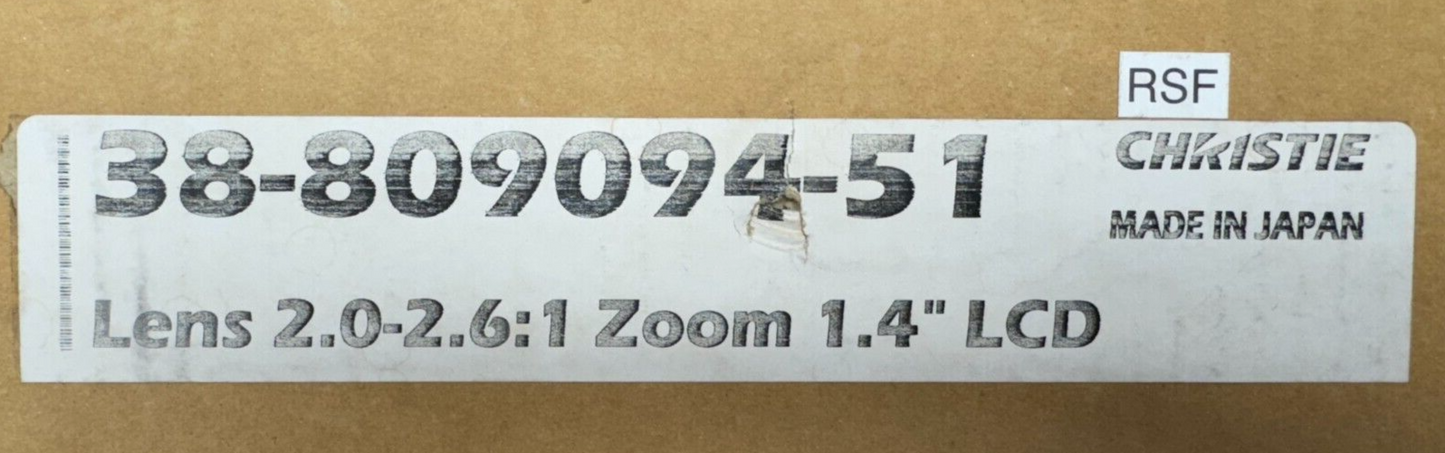 RSF
38-809094-51
CHRISTIE
MADE IN JAPAN
Lens 2.0-2.6:1 Zoom 1.4" LCD